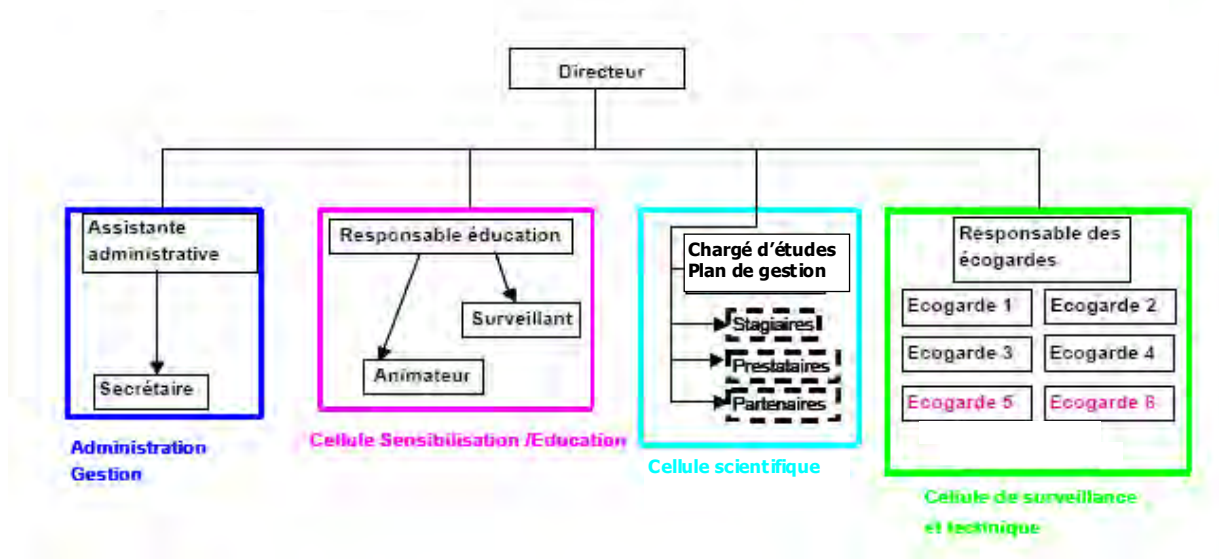 Directeur
Assistante
administrative
Secrétaire
Administration
Gestion
Responsable éducation
Surveillant
Animateur
Cellule Sensibilisation /Education
Chargé d'études
Plan de gestion
Stagiaires
Prestataires
Partenaires
Cellule scientifique
Responsable des
écogardes
Ecogarde 1
Ecogarde 2
Ecogarde 3
Ecogarde 4
Ecogarde 5
Ecogarde 6
Cellule de surveillance
et technique